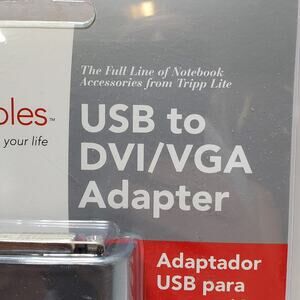 The Full Line of Notebook
Accessories from Tripp Lite
bles™
your life
USB to
DVI/VGA
Adapter
Adaptador
USB para